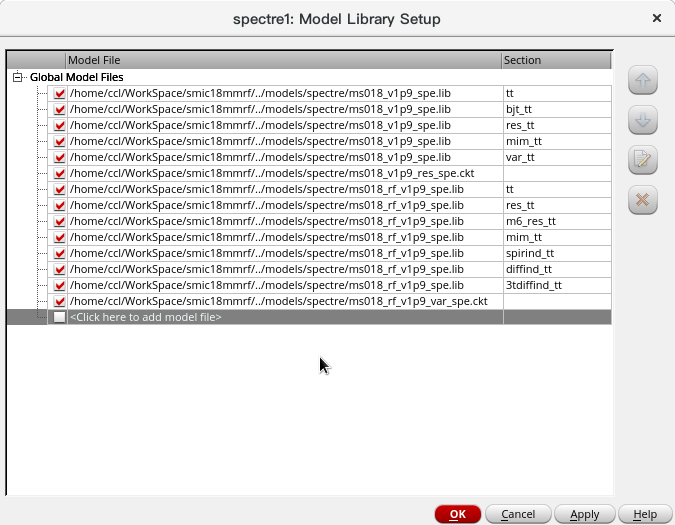 spectre1: Model Library Setup
Model File Section
Global Model Files
/home/ccl/WorkSpace/smic18mmrf/../models/spectre/ms018_v1p9_spe.lib tt
/home/ccl/WorkSpace/smic18mmrf/../models/spectre/ms018_v1p9_spe.lib bjt_tt
/home/ccl/WorkSpace/smic18mmrf/../models/spectre/ms018_v1p9_spe.lib res_tt
/home/ccl/WorkSpace/smic18mmrf/../models/spectre/ms018_v1p9_spe.lib mim_tt
/home/ccl/WorkSpace/smic18mmrf/../models/spectre/ms018_v1p9_spe.lib var_tt
/home/ccl/WorkSpace/smic18mmrf/../models/spectre/ms018_v1p9_res_spe.ckt
/home/ccl/WorkSpace/smic18mmrf/../models/spectre/ms018_rf_v1p9_spe.lib tt
/home/ccl/WorkSpace/smic18mmrf/../models/spectre/ms018_rf_v1p9_spe.lib res_tt
/home/ccl/WorkSpace/smic18mmrf/../models/spectre/ms018_rf_v1p9_spe.lib m6_res_tt
/home/ccl/WorkSpace/smic18mmrf/../models/spectre/ms018_rf_v1p9_spe.lib mim_tt
/home/ccl/WorkSpace/smic18mmrf/../models/spectre/ms018_rf_v1p9_spe.lib spirind_tt
/home/ccl/WorkSpace/smic18mmrf/../models/spectre/ms018_rf_v1p9_spe.lib diffind_tt
/home/ccl/WorkSpace/smic18mmrf/../models/spectre/ms018_rf_v1p9_spe.lib 3tdiffind_tt
/home/ccl/WorkSpace/smic18mmrf/../models/spectre/ms018_rf_v1p9_var_spe.ckt
<Click here to add model file>
OK Cancel Apply Help